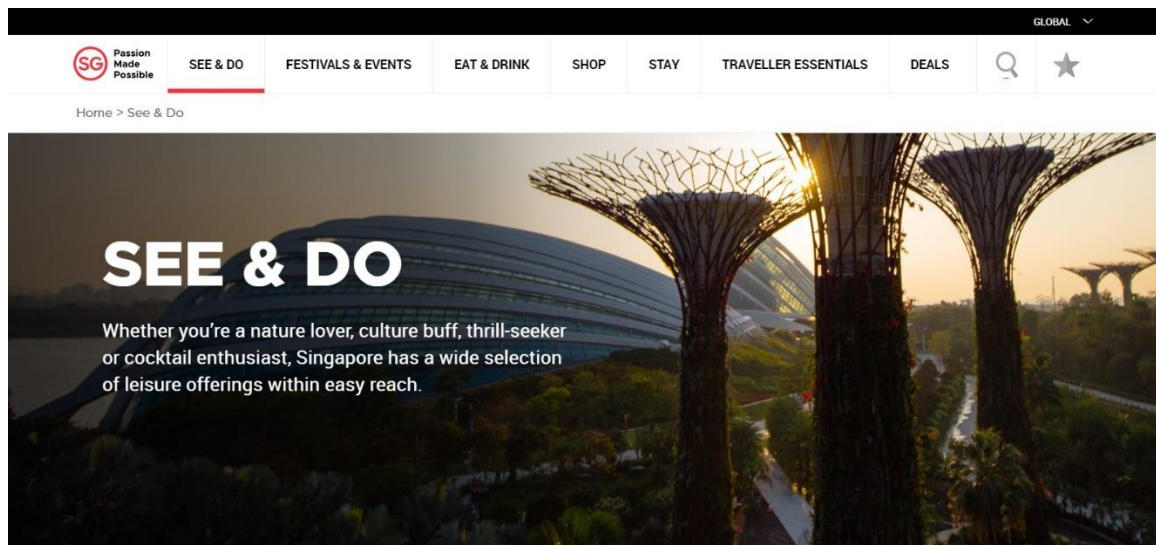 GLOBAL
SG
Passion
Made
Possible
SEE & DO
FESTIVALS & EVENTS
EAT & DRINK
SHOP
STAY
TRAVELLER ESSENTIALS
DEALS
Home > See & Do
SEE & DO
Whether you’re a nature lover, culture buff, thrill-seeker
or cocktail enthusiast, Singapore has a wide selection
of leisure offerings within easy reach.